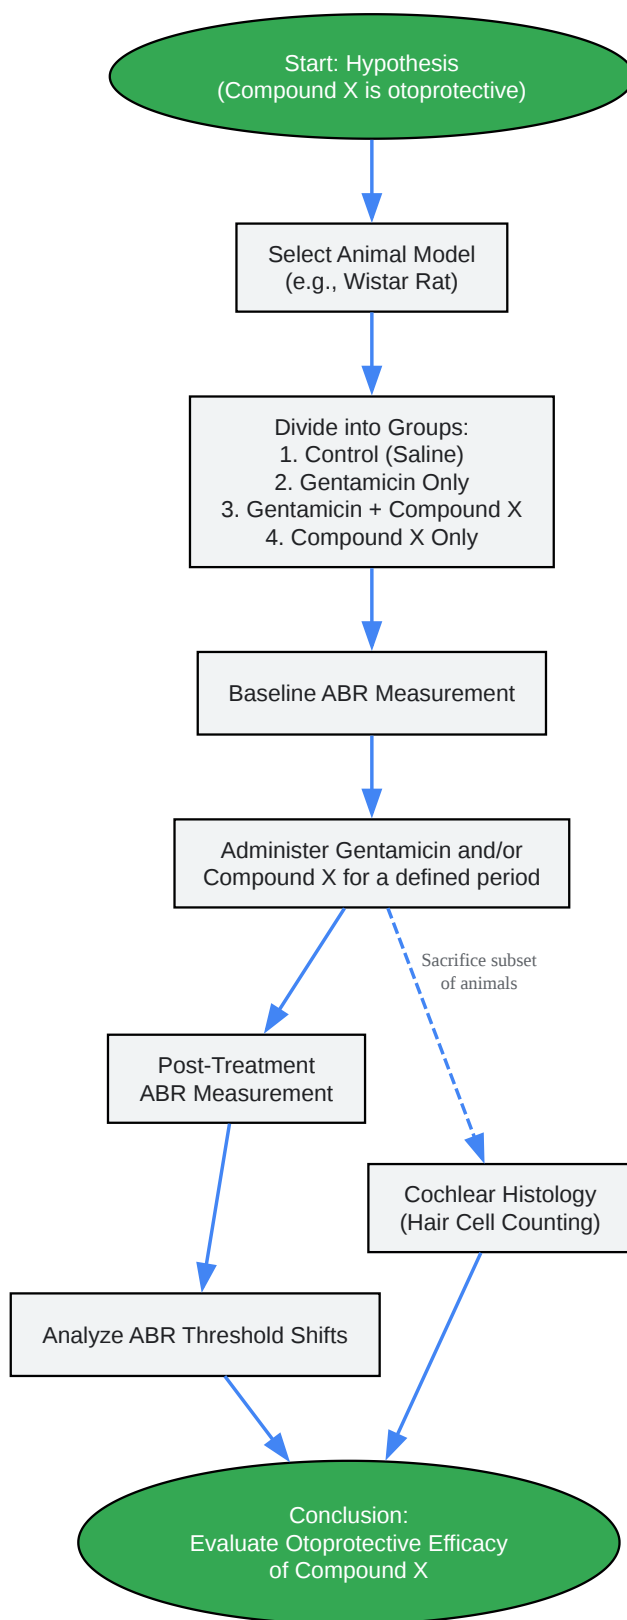 Start: Hypothesis
(Compound X is otoprotective)
Select Animal Model
(e.g., Wistar Rat)
Divide into Groups:
1. Control (Saline)
2. Gentamicin Only
3. Gentamicin + Compound X
4. Compound X Only
Baseline ABR Measurement
Administer Gentamicin and/or
Compound X for a defined period
Sacrifice subset
of animals
Post-Treatment
ABR Measurement
Cochlear Histology
(Hair Cell Counting)
Analyze ABR Threshold Shifts
Conclusion:
Evaluate Otoprotective Efficacy
of Compound X